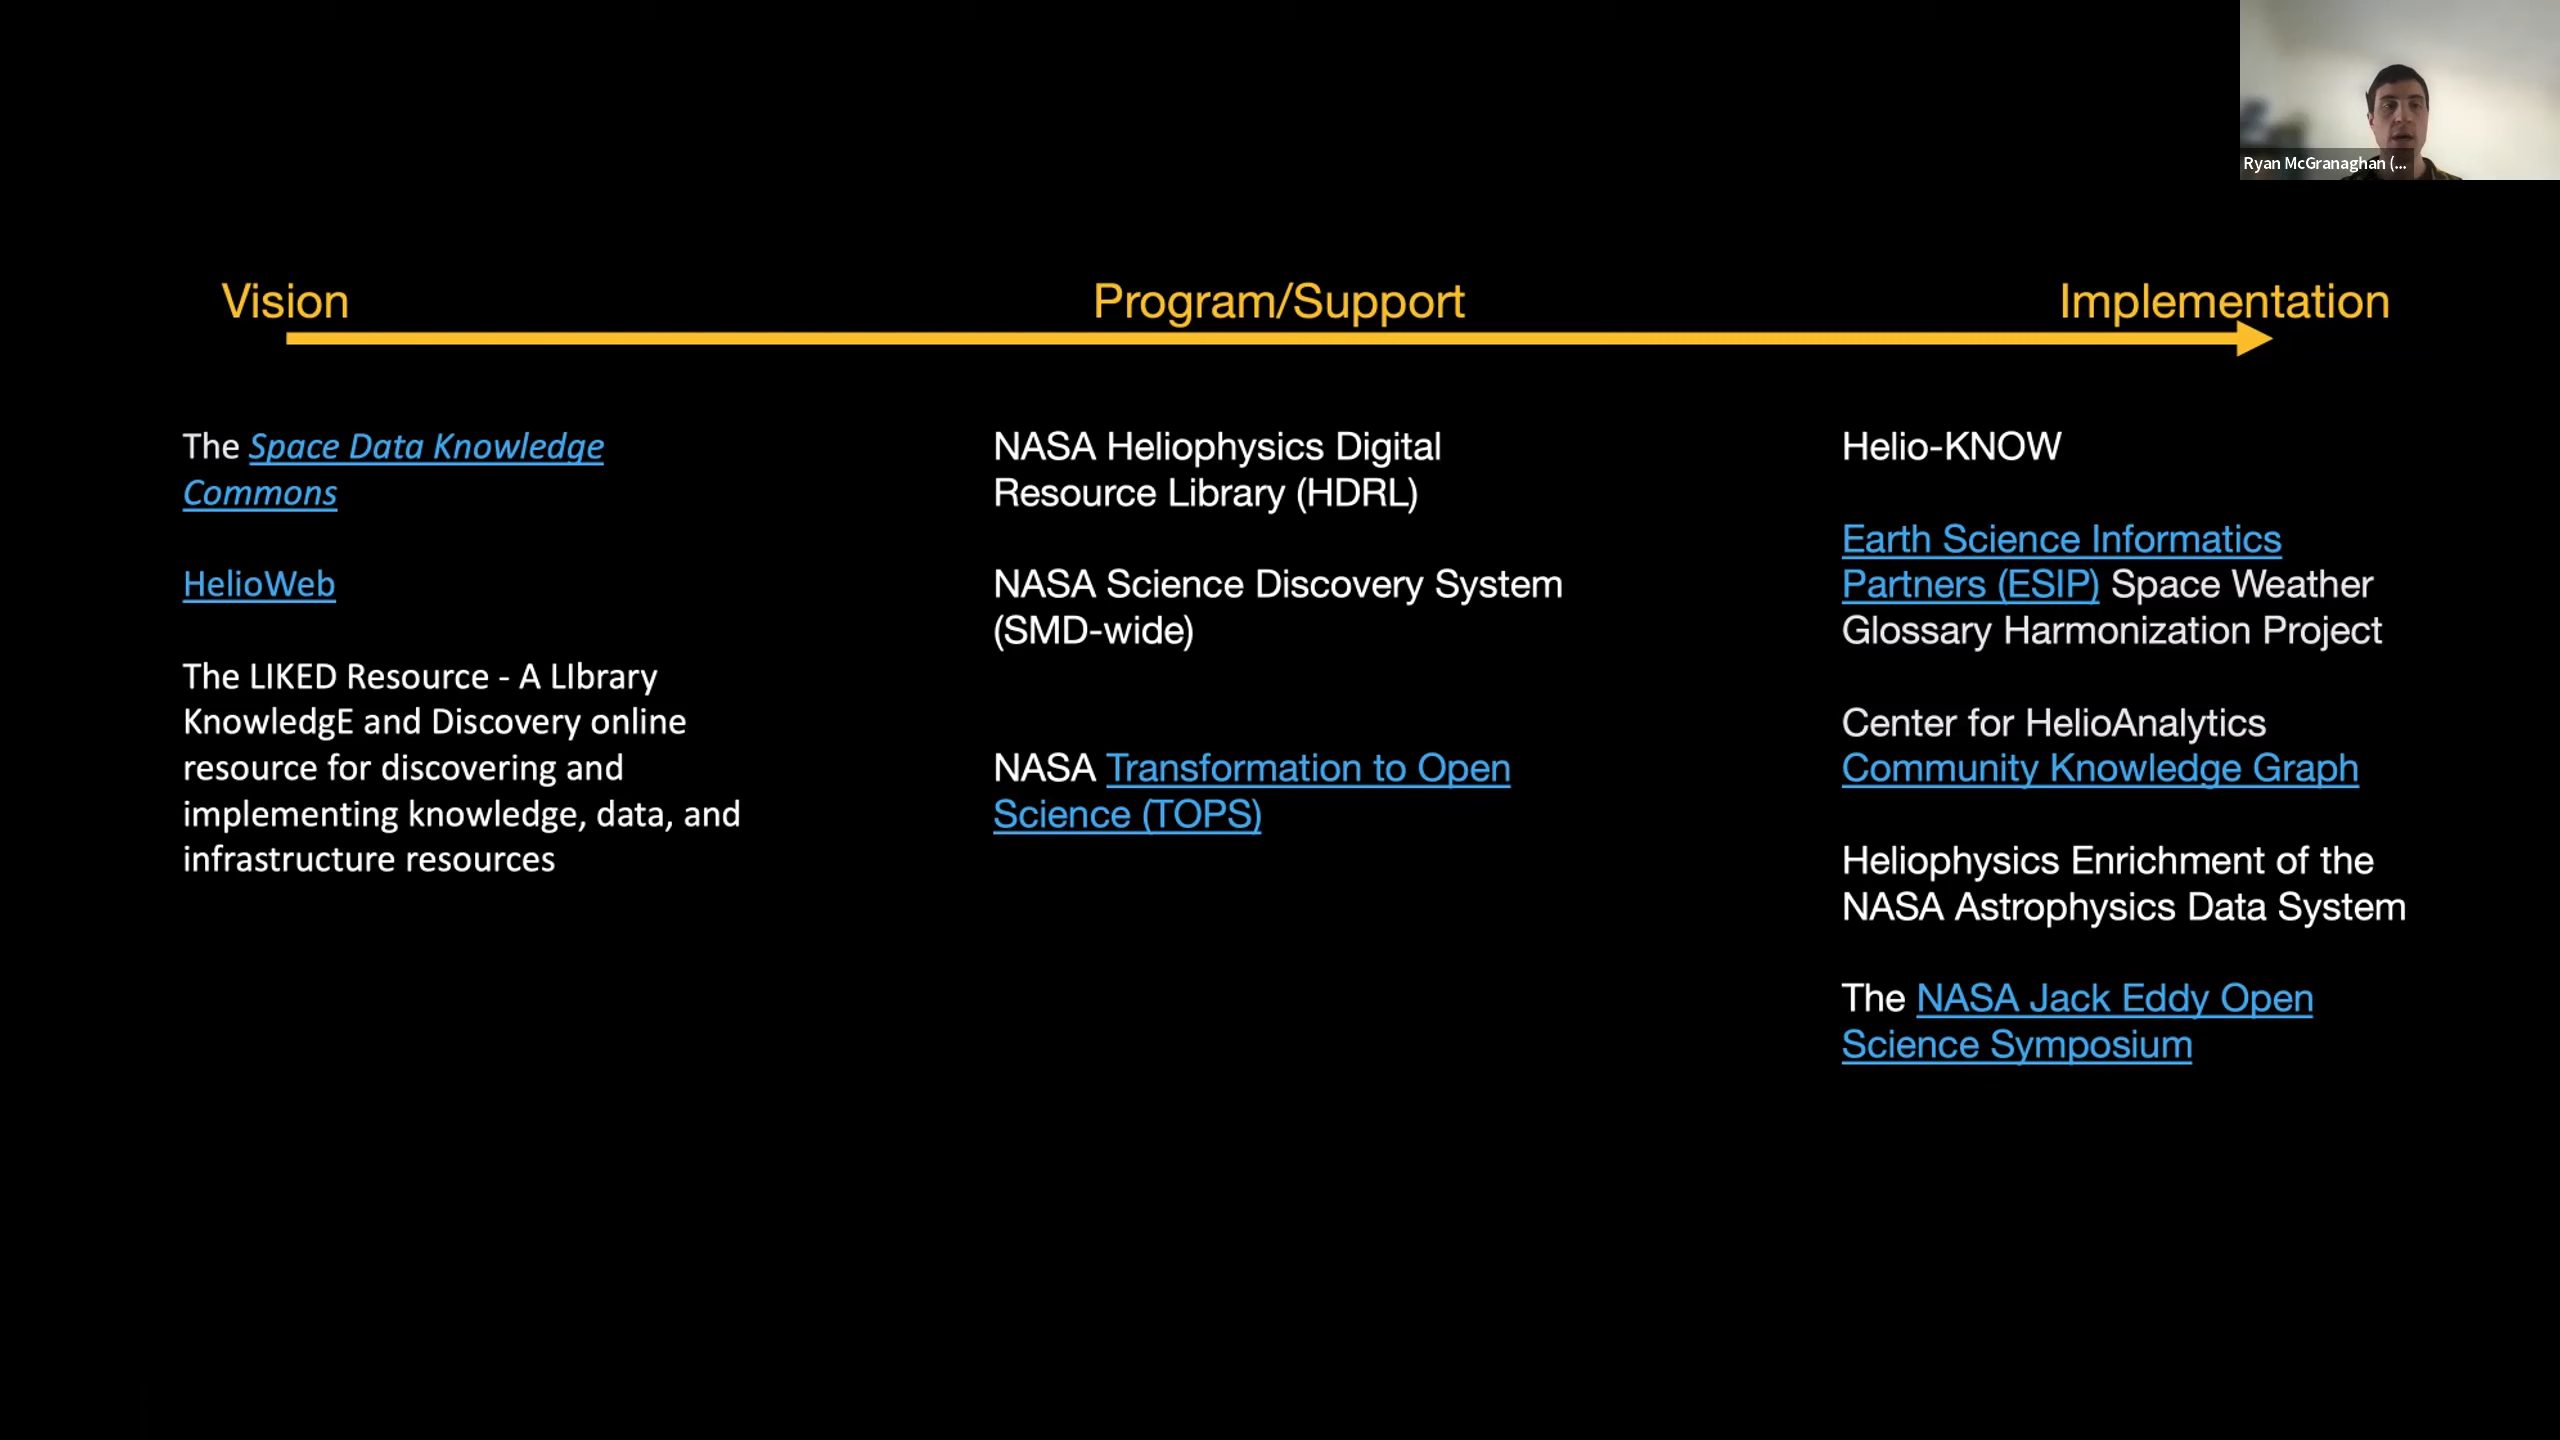 Ryan McGranaghan (...
Vision
Program/Support
Implementation
The Space Data Knowledge
Commons
HelioWeb
The LIKED Resource - A LIbrary
KnowledgE and Discovery online
resource for discovering and
implementing knowledge, data, and
infrastructure resources
NASA Heliophysics Digital
Resource Library (HDRL)
NASA Science Discovery System
(SMD-wide)
NASA Transformation to Open
Science (TOPS)
Helio-KNOW
Earth Science Informatics
Partners (ESIP) Space Weather
Glossary Harmonization Project
Center for HelioAnalytics
Community Knowledge Graph
Heliophysics Enrichment of the
NASA Astrophysics Data System
The NASA Jack Eddy Open
Science Symposium